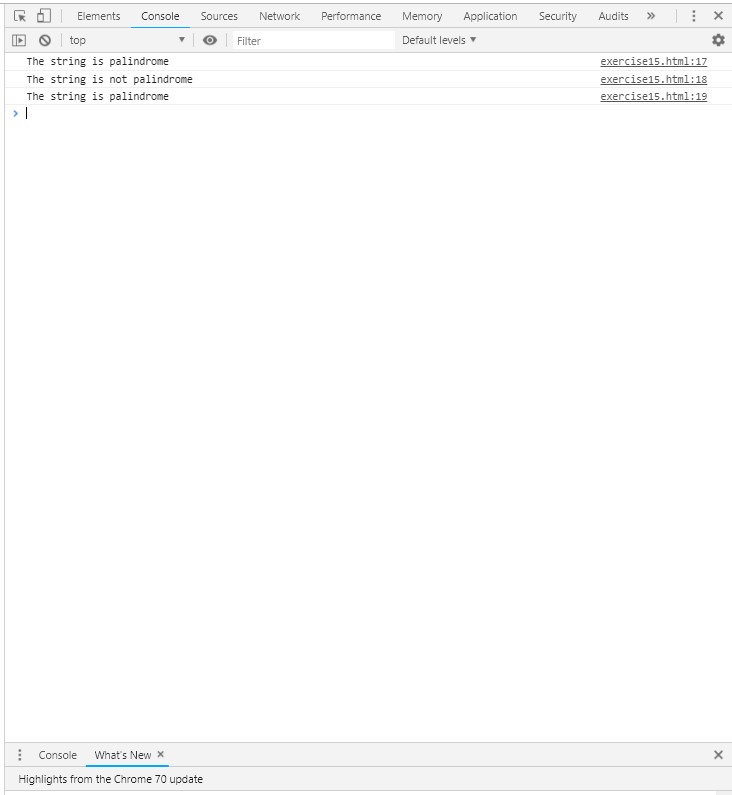 Elements Console Sources Network Performance Memory Application Security Audits »
top Filter Default levels
The string is palindrome exercise15.html:17
The string is not palindrome exercise15.html:18
The string is palindrome exercise15.html:19
Console What's New
Highlights from the Chrome 70 update